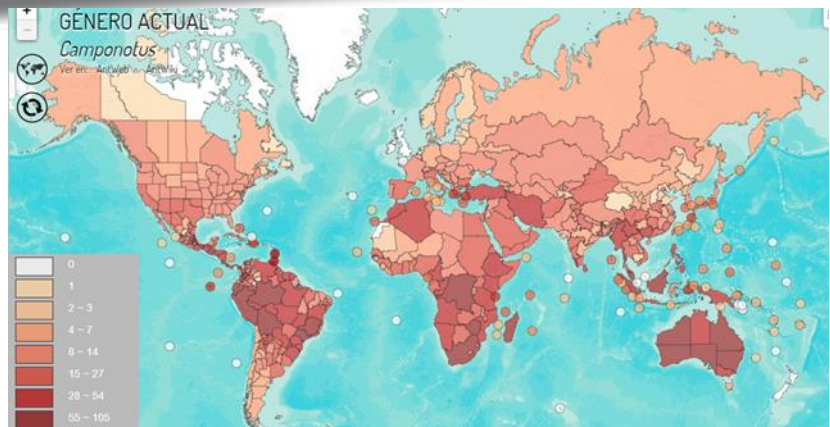 +
−
GÉNERO ACTUAL
Camponotus
Ver en: AntWeb AntWiki
0
1
2 – 3
4 – 7
8 – 14
15 – 27
28 – 54
55 – 105